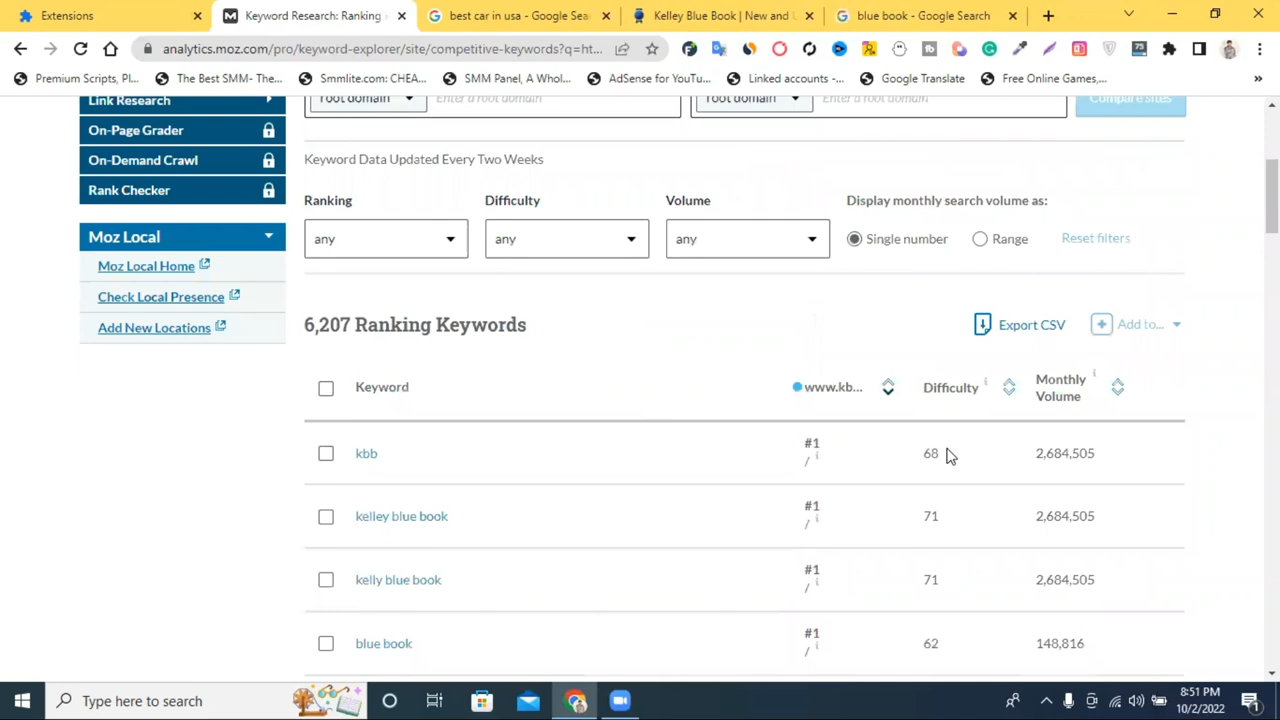 Extensions
Keyword Research: Ranking
best car in usa - Google Sea
Kelley Blue Book | New and U
blue book - Google Search
analytics.moz.com/pro/keyword-explorer/site/competitive-keywords?q=ht...
75
Premium Scripts, Pl...
The Best SMM- The...
Smmlite.com: CHEA...
SMM Panel, A Whol...
AdSense for YouTu...
Linked accounts -...
Google Translate
Free Online Games,...
Link Research
root domain
Enter a root domain
root domain
Enter a root domain
Compare sites
On-Page Grader
On-Demand Crawl
Rank Checker
Keyword Data Updated Every Two Weeks
Ranking
Difficulty
Volume
Display monthly search volume as:
any
any
any
Single number
Range
Reset filters
Moz Local
Moz Local Home
Check Local Presence
Add New Locations
6,207 Ranking Keywords
Export CSV
Add to...
Keyword
www.kb...
Difficulty
Monthly
Volume
kbb
#1
/
68
2,684,505
kelley blue book
#1
/
71
2,684,505
kelly blue book
#1
/
71
2,684,505
blue book
#1
/
62
148,816
Type here to search
8:51 PM
10/2/2022
1